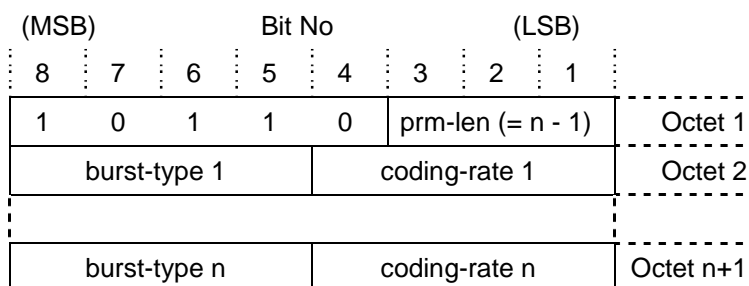 (MSB) Bit No (LSB)
8 7 6 5 4 3 2 1
1 0 1 1 0 prm-len (= n - 1) Octet 1
burst-type 1 coding-rate 1 Octet 2
burst-type n coding-rate n Octet n+1